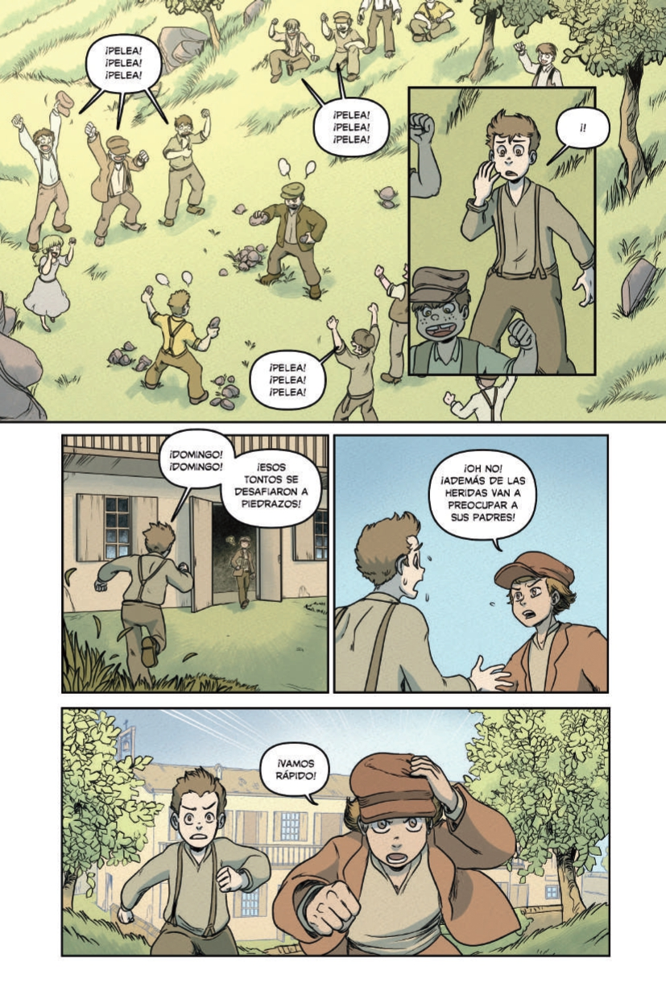 ¡PELEA!
¡PELEA!
¡PELEA!
¡PELEA!
¡PELEA!
¡PELEA!
¡!
¡PELEA!
¡PELEA!
¡PELEA!
¡DOMINGO!
¡DOMINGO!
¡ESOS
TONTOS SE
DESAFIARON A
PIEDRAZOS!
¡OH NO!
¡ADEMÁS DE LAS
HERIDAS VAN A
PREOCUPAR A
SUS PADRES!
¡VAMOS
RÁPIDO!